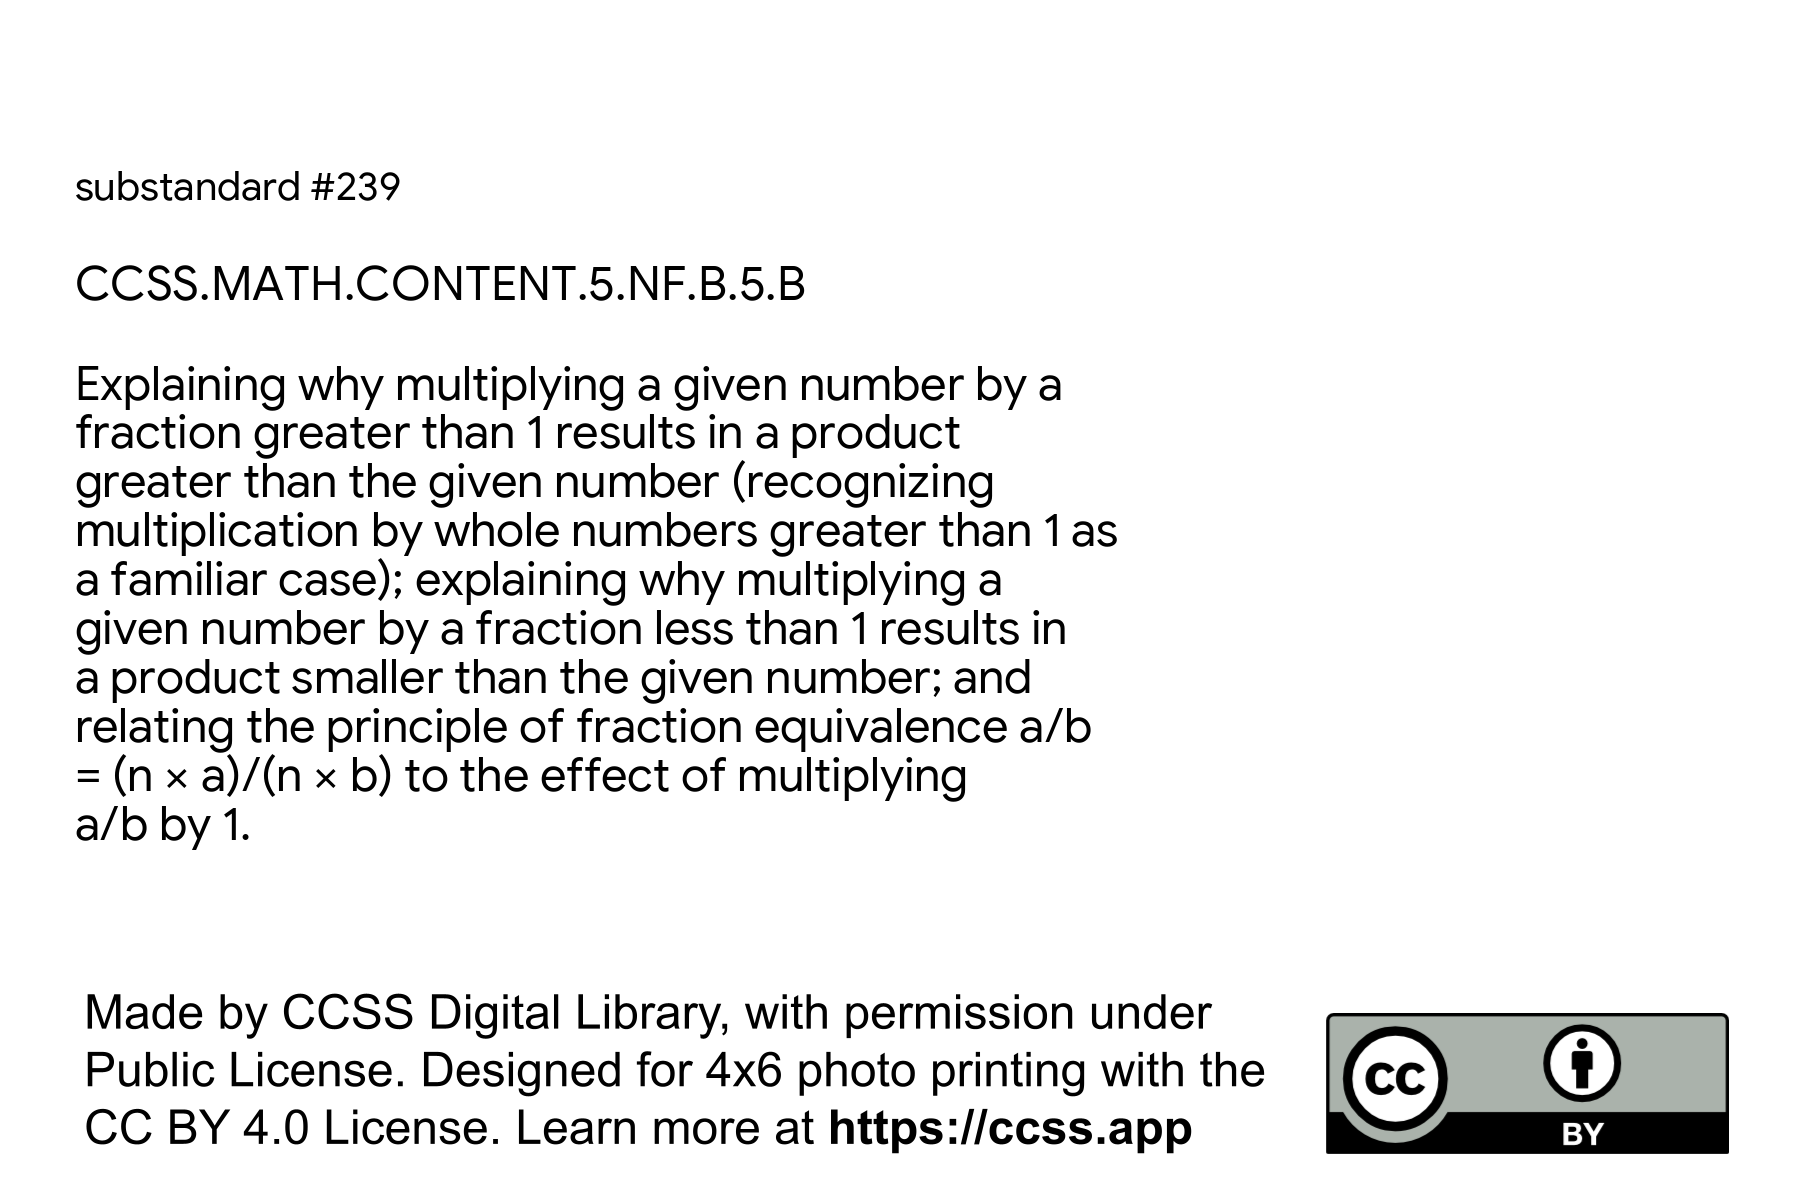 substandard #239
CCSS.MATH.CONTENT.5.NF.B.5.B
Explaining why multiplying a given number by a
fraction greater than 1 results in a product
greater than the given number (recognizing
multiplication by whole numbers greater than 1 as
a familiar case); explaining why multiplying a
given number by a fraction less than 1 results in
a product smaller than the given number; and
relating the principle of fraction equivalence a/b
= (n × a)/(n × b) to the effect of multiplying
a/b by 1.
Made by CCSS Digital Library, with permission under
Public License. Designed for 4x6 photo printing with the
CC BY 4.0 License. Learn more at https://ccss.app
CC
BY